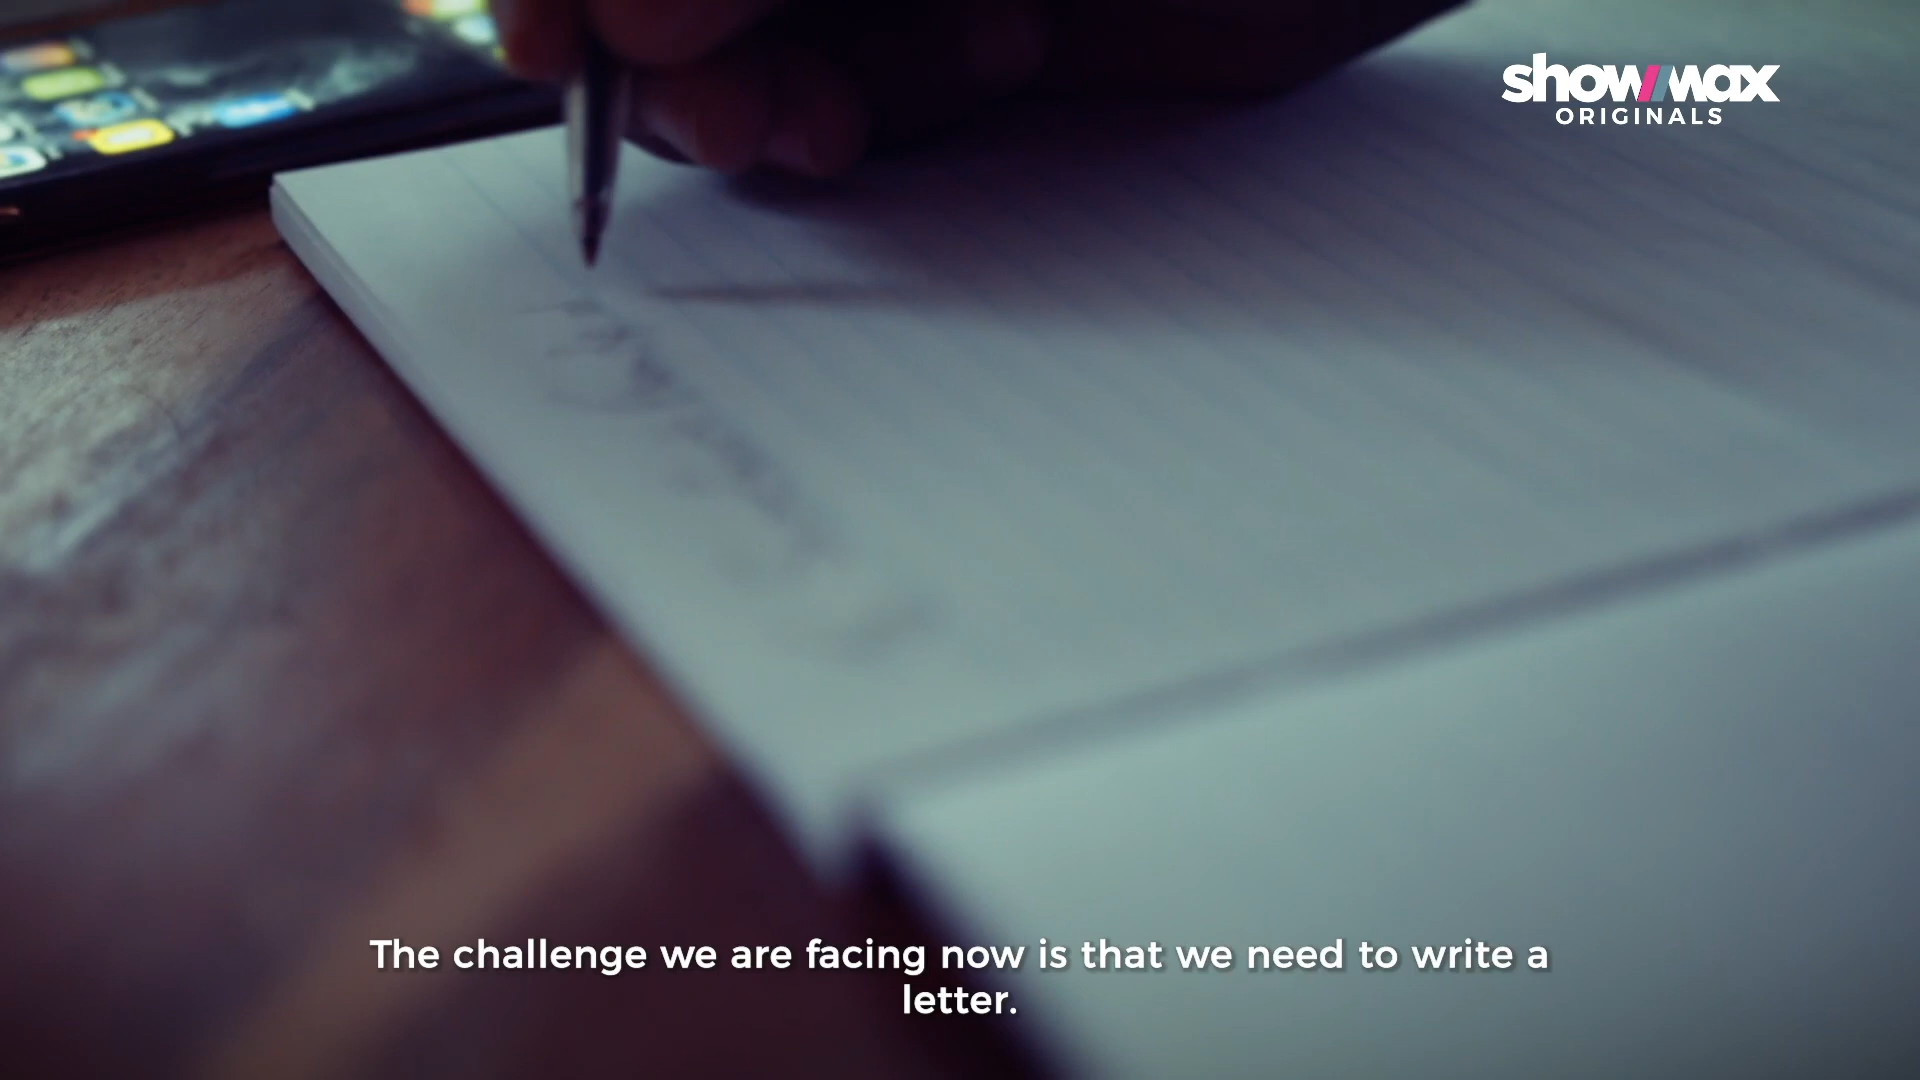 showmax
ORIGINALS
The challenge we are facing now is that we need to write a
letter.